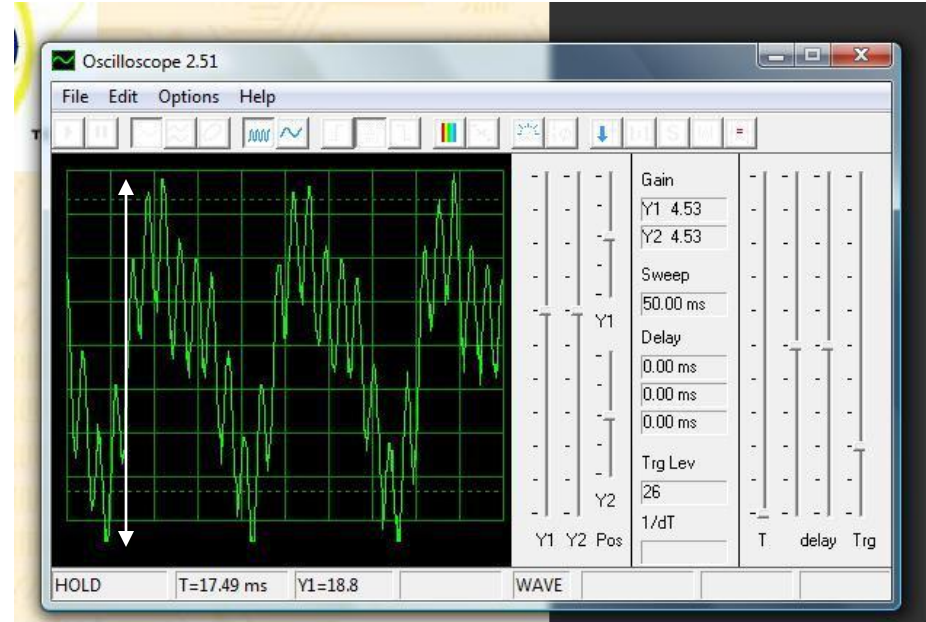 Oscilloscope 2.51
File Edit Options Help
Gain
Y1 4.53
Y2 4.53
Sweep
50.00 ms
Y1
Delay
0.00 ms
0.00 ms
0.00 ms
Trg Lev
26
Y2
1/dT
Y1 Y2 Pos
T delay Trg
HOLD T=17.49 ms Y1=18.8 WAVE